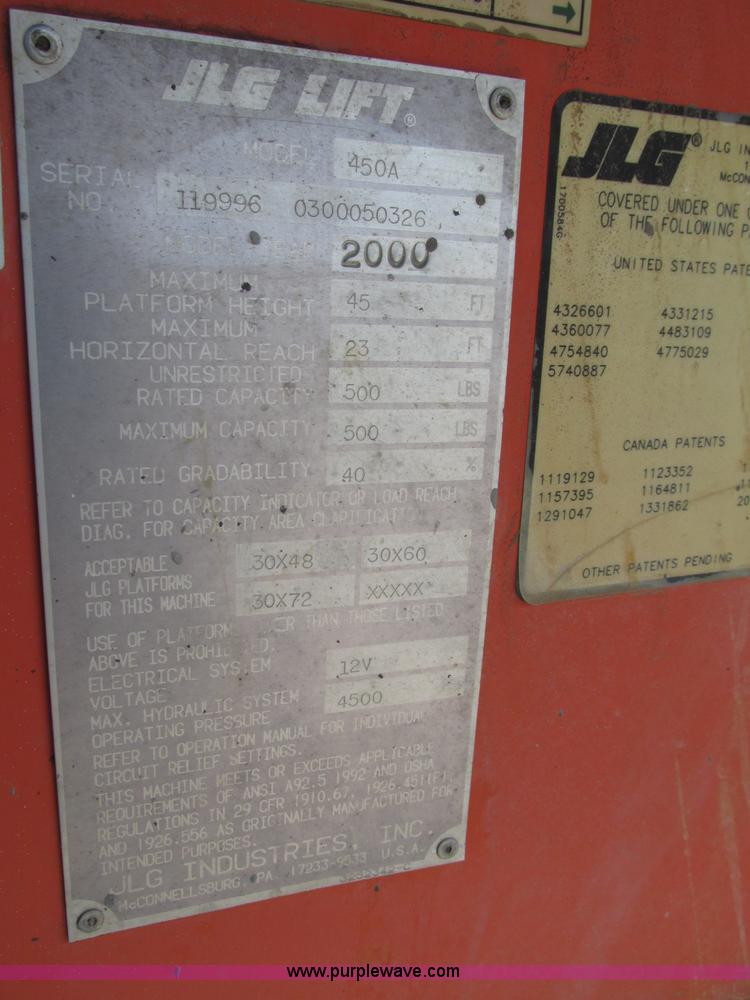 JLG LIFT®
MODEL 450A
SERIAL
NO 119996 0300050326
2000
MAXIMUM
PLATFORM HEIGHT 45 FT
MAXIMUM
HORIZONTAL REACH 23 FT
UNRESTRICTED
RATED CAPACITY 500 LBS
MAXIMUM CAPACITY 500 LBS
RATED GRADABILITY 40 %
REFER TO CAPACITY INDICATOR OR LOAD REACH
DIAG. FOR CAPACITY AREA
ACCEPTABLE 30X48 30X60
JLG PLATFORMS
FOR THIS MACHINE 30X72 XXXXX
USE OF PLATFORM THAN THOSE LISTED
ABOVE IS
ELECTRICAL SYSTEM 12V
VOLTAGE
MAX. HYDRAULIC SYSTEM 4500
OPERATING PRESSURE
REFER TO OPERATION MANUAL FOR INDIVIDUAL
CIRCUIT RELIEF SETTINGS.
THIS MACHINE MEETS OR EXCEEDS APPLICABLE
REQUIREMENTS OF ANSI A92.5 1992 AND OSHA
REGULATIONS IN 29 CFR 1910.67, 1926.451(F),
AND 1926.556 AS ORIGINALLY MANUFACTURED FOR
INTENDED PURPOSES.
JLG INDUSTRIES, INC.
McCONNELLSBURG, PA 17233-9533 U.S.A.
JLG® JLG IN
McCONN
1700584G
COVERED UNDER ONE
OF THE FOLLOWING P
UNITED STATES PATE
4326601 4331215
4360077 4483109
4754840 4775029
5740887
CANADA PATENTS
1119129 1123352
1157395 1164811
1291047 1331862 20
OTHER PATENTS PENDING
www.purplewave.com